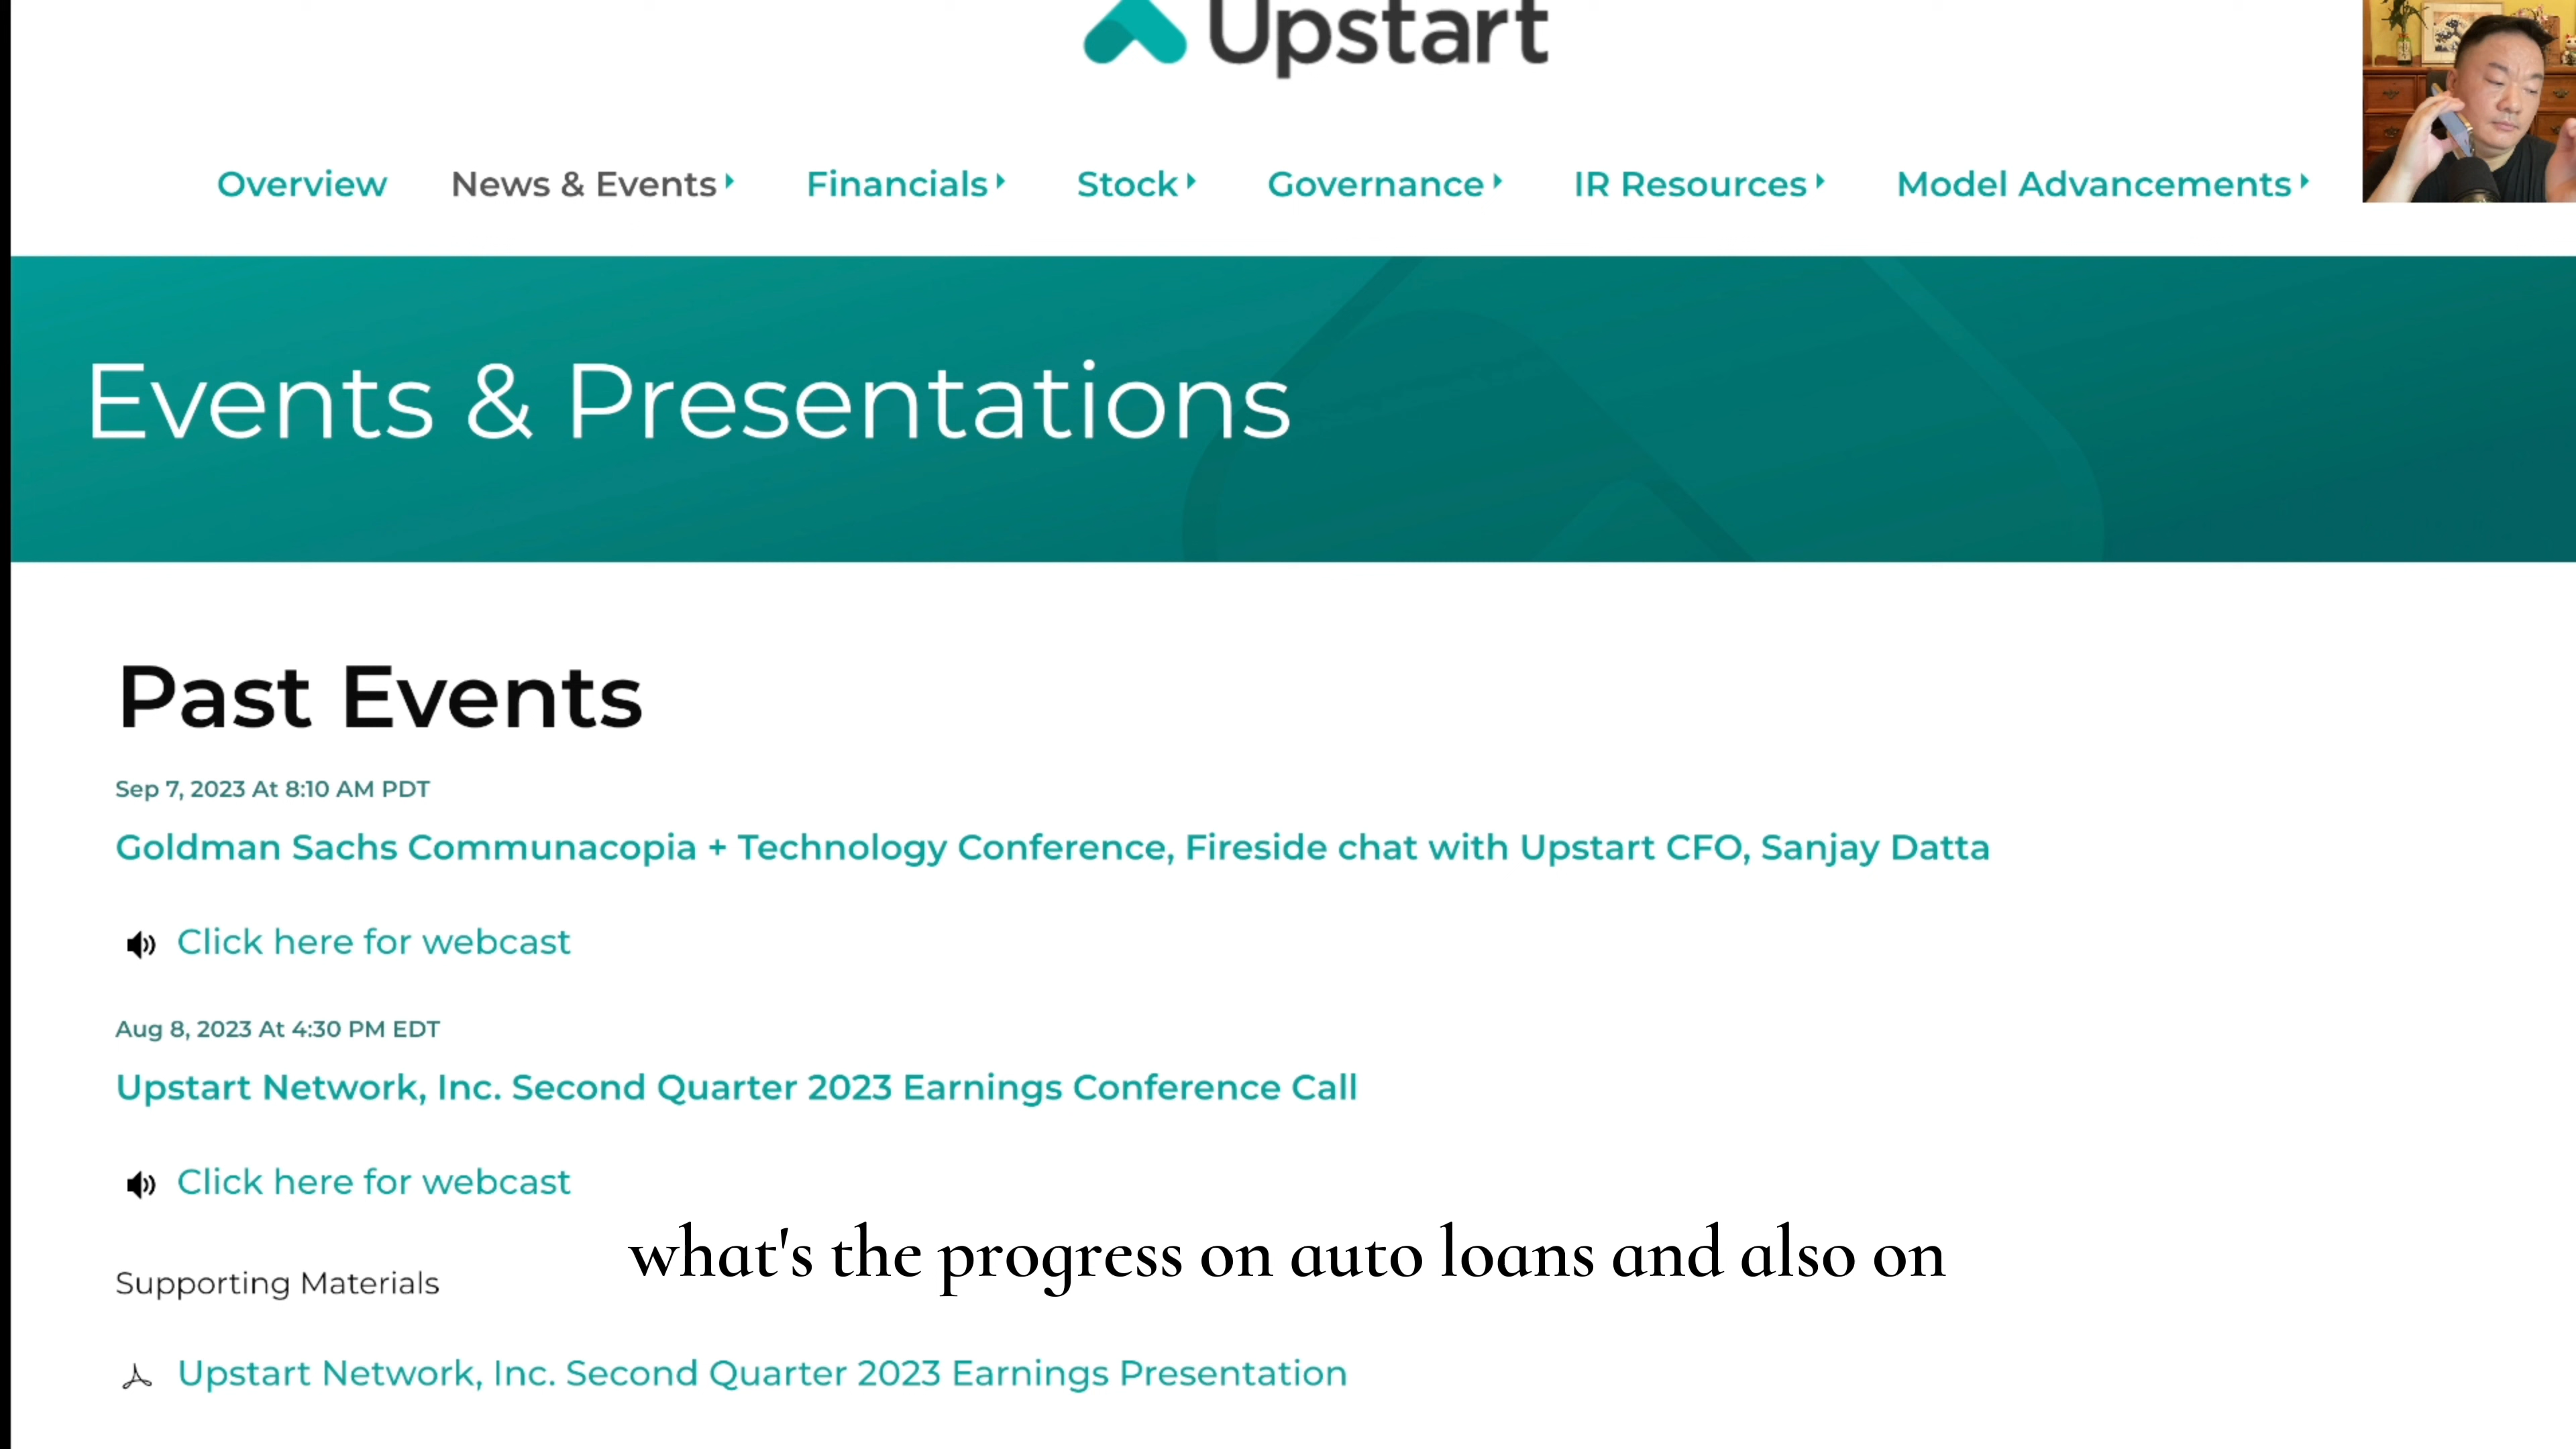 Upstart
Overview News & Events Financials Stock Governance IR Resources Model Advancements
Events & Presentations
Past Events
Sep 7, 2023 At 8:10 AM PDT
Goldman Sachs Communacopia + Technology Conference, Fireside chat with Upstart CFO, Sanjay Datta
Click here for webcast
Aug 8, 2023 At 4:30 PM EDT
Upstart Network, Inc. Second Quarter 2023 Earnings Conference Call
Click here for webcast
what's the progress on auto loans and also on
Supporting Materials
Upstart Network, Inc. Second Quarter 2023 Earnings Presentation